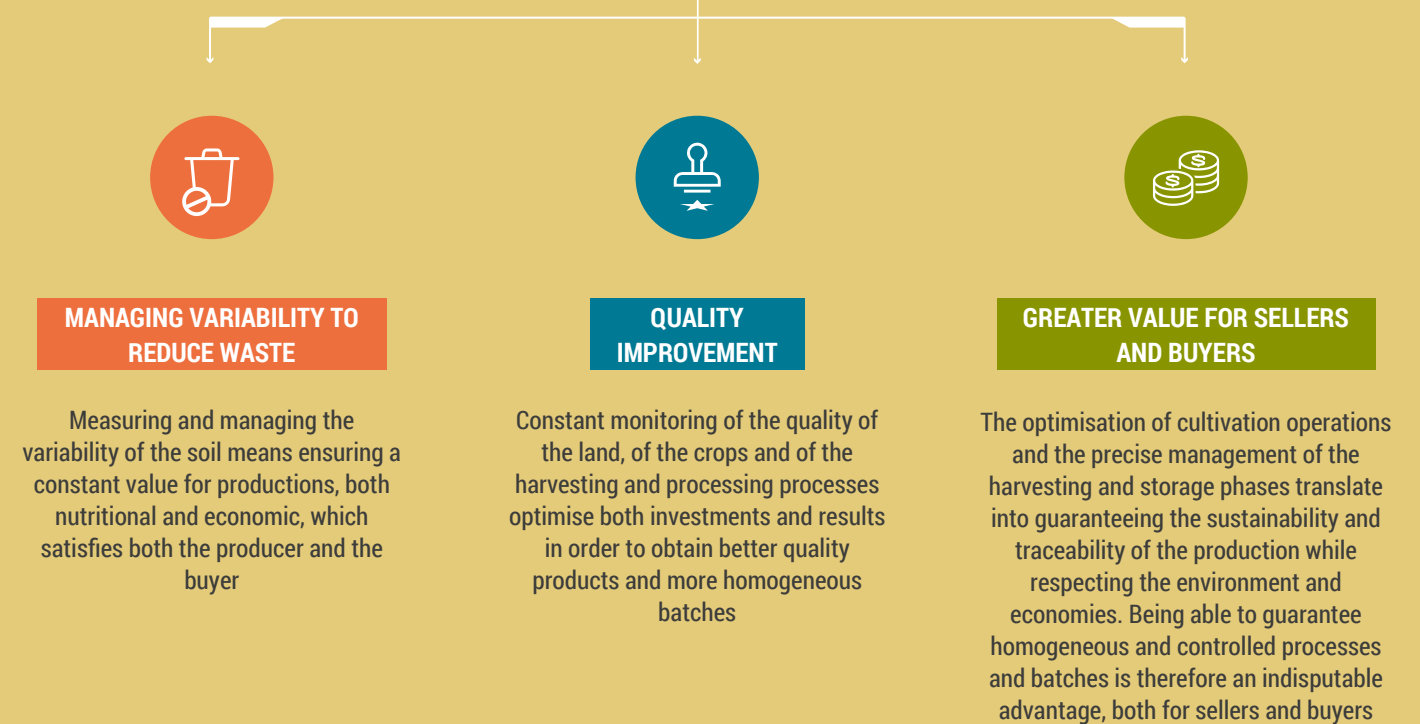 MANAGING VARIABILITY TO
REDUCE WASTE
Measuring and managing the
variability of the soil means ensuring a
constant value for productions, both
nutritional and economic, which
satisfies both the producer and the
buyer
QUALITY
IMPROVEMENT
Constant monitoring of the quality of
the land, of the crops and of the
harvesting and processing processes
optimise both investments and results
in order to obtain better quality
products and more homogeneous
batches
GREATER VALUE FOR SELLERS
AND BUYERS
The optimisation of cultivation operations
and the precise management of the
harvesting and storage phases translate
into guaranteeing the sustainability and
traceability of the production while
respecting the environment and
economies. Being able to guarantee
homogeneous and controlled processes
and batches is therefore an indisputable
advantage, both for sellers and buyers